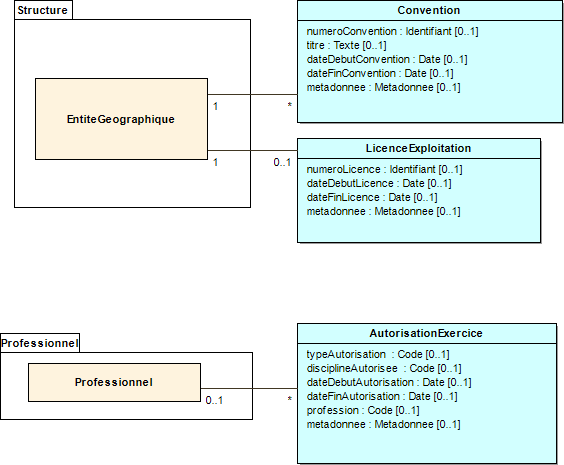 Structure
EntiteGeographique
1
*
1
0..1
Convention
numeroConvention : Identifiant [0..1]
titre : Texte [0..1]
dateDebutConvention : Date [0..1]
dateFinConvention : Date [0..1]
metadonnee : Metadonnee [0..1]
LicenceExploitation
numeroLicence : Identifiant [0..1]
dateDebutLicence : Date [0..1]
dateFinLicence : Date [0..1]
metadonnee : Metadonnee [0..1]
Professionnel
Professionnel
0..1
*
AutorisationExercice
typeAutorisation : Code [0..1]
disciplineAutorisee : Code [0..1]
dateDebutAutorisation : Date [0..1]
dateFinAutorisation : Date [0..1]
profession : Code [0..1]
metadonnee : Metadonnee [0..1]